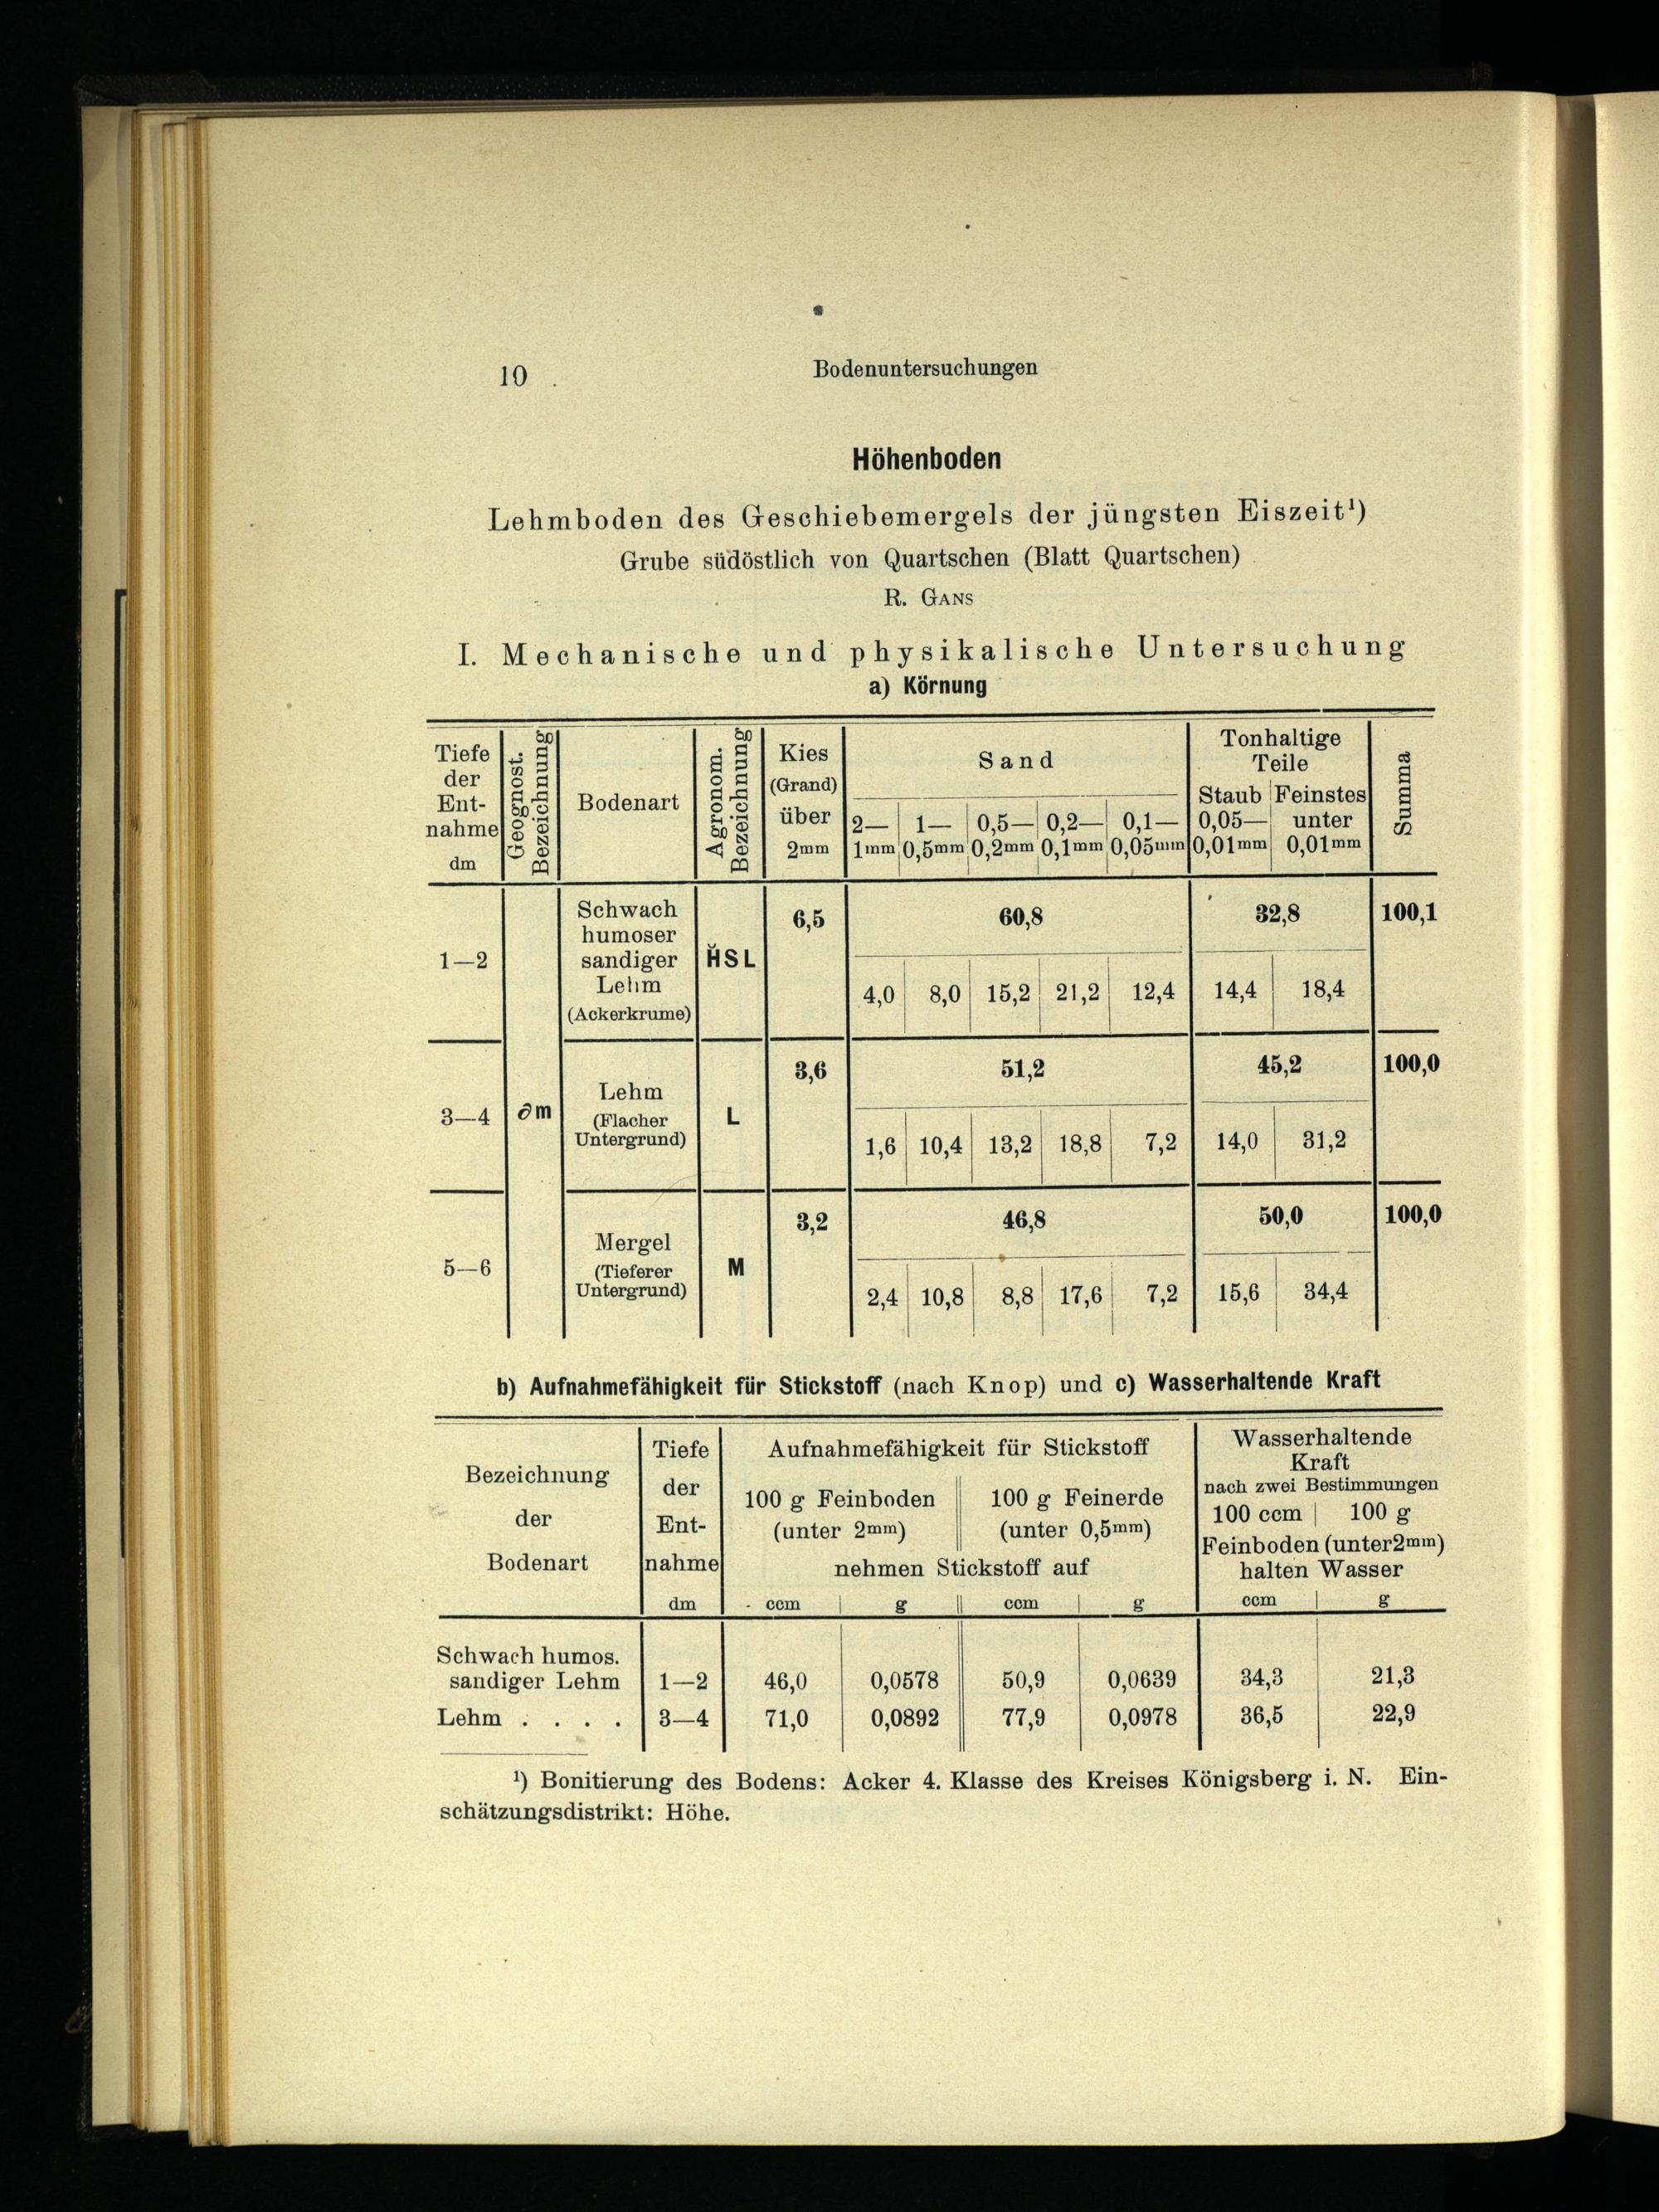 10 Bodenuntersuchungen
Höhenboden
Lehmboden des Geschiebemergels der jüngsten Eiszeit¹)
Grube südöstlich von Quartschen (Blatt Quartschen)
R. GANS
I. Mechanische und physikalische Untersuchung
a) Körnung
Tiefe der Ent-nahme dm | Geognost. Bezeichnung | Bodenart | Agronom. Bezeichnung | Kies (Grand) über 2mm | Sand | Tonhaltige Teile | Summa
2—1mm | 1—0,5mm | 0,5—0,2mm | 0,2—0,1mm | 0,1—0,05mm | Staub 0,05—0,01mm | Feinstes unter 0,01mm
1—2 | Schwach humoser sandiger Lehm (Ackerkrume) | H̆SL | 6,5 | 60,8 | 32,8 | 100,1
4,0 | 8,0 | 15,2 | 21,2 | 12,4 | 14,4 | 18,4
3—4 | ∂m | Lehm (Flacher Untergrund) | L | 3,6 | 51,2 | 45,2 | 100,0
1,6 | 10,4 | 13,2 | 18,8 | 7,2 | 14,0 | 31,2
5—6 | Mergel (Tieferer Untergrund) | M | 3,2 | 46,8 | 50,0 | 100,0
2,4 | 10,8 | 8,8 | 17,6 | 7,2 | 15,6 | 34,4
b) Aufnahmefähigkeit für Stickstoff (nach Knop) und c) Wasserhaltende Kraft
Bezeichnung der Bodenart | Tiefe der Ent-nahme dm | Aufnahmefähigkeit für Stickstoff | Wasserhaltende Kraft nach zwei Bestimmungen
100 g Feinboden (unter 2mm) | 100 g Feinerde (unter 0,5mm) | 100 ccm | 100 g
nehmen Stickstoff auf | Feinboden (unter 2mm) halten Wasser
ccm | g | ccm | g | ccm | g
Schwach humos.
sandiger Lehm | 1—2 | 46,0 | 0,0578 | 50,9 | 0,0639 | 34,3 | 21,3
Lehm . . . . | 3—4 | 71,0 | 0,0892 | 77,9 | 0,0978 | 36,5 | 22,9
¹) Bonitierung des Bodens: Acker 4. Klasse des Kreises Königsberg i. N. Ein-
schätzungsdistrikt: Höhe.